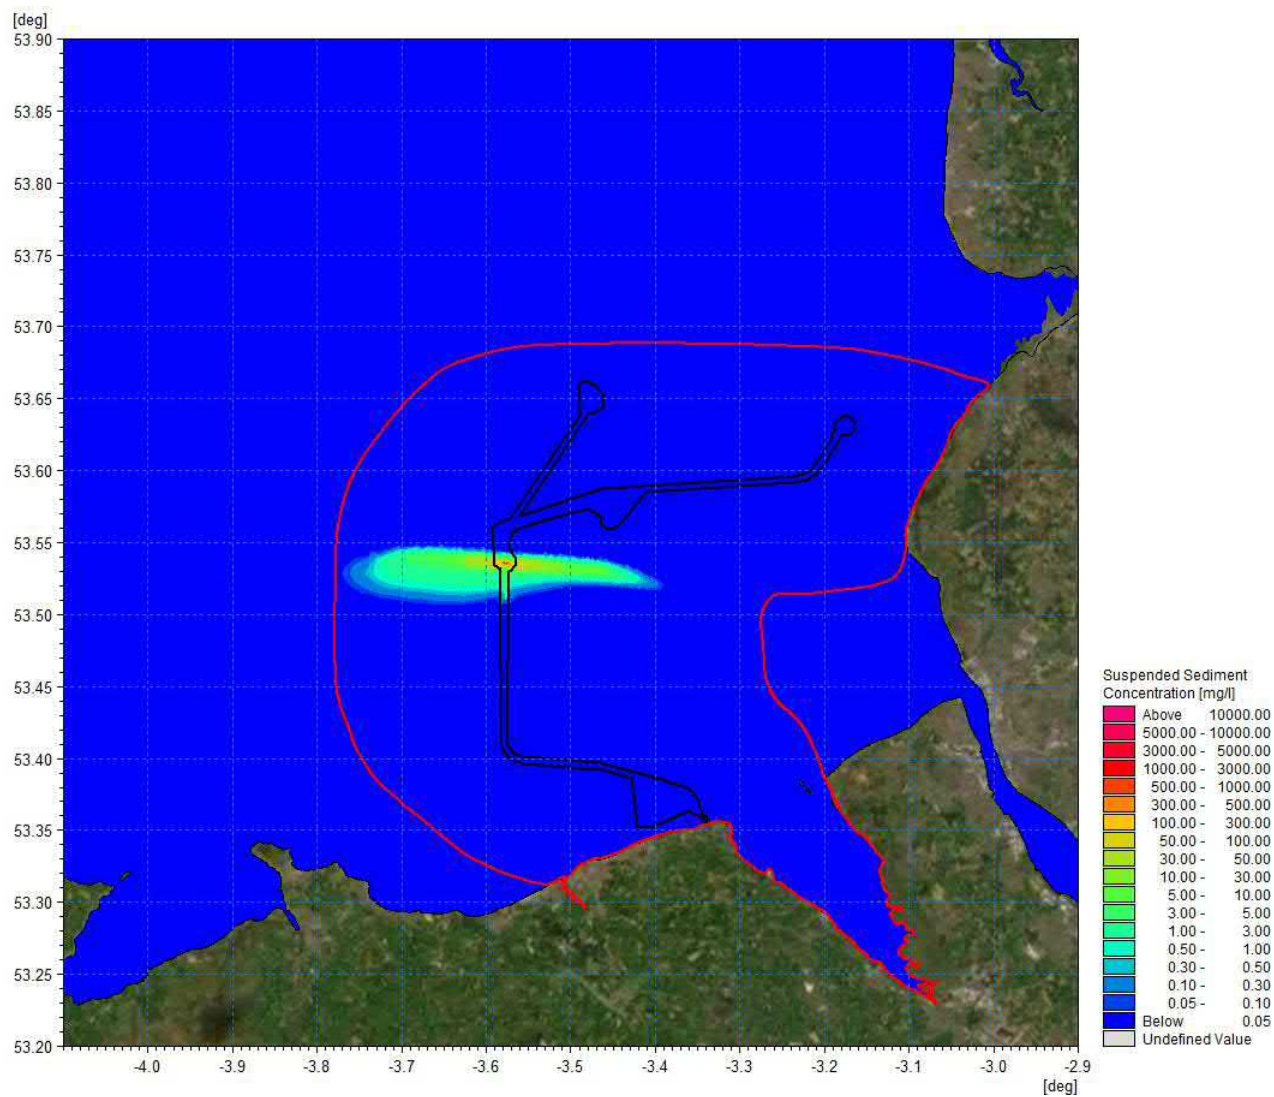 [deg]
53.90
53.85
53.80
53.75
53.70
53.65
53.60
53.55
53.50
53.45
53.40
53.35
53.30
53.25
53.20
-4.0 -3.9 -3.8 -3.7 -3.6 -3.5 -3.4 -3.3 -3.2 -3.1 -3.0 -2.9
[deg]
Suspended Sediment
Concentration [mg/l]
Above 10000.00
5000.00 - 10000.00
3000.00 - 5000.00
1000.00 - 3000.00
500.00 - 1000.00
300.00 - 500.00
100.00 - 300.00
50.00 - 100.00
30.00 - 50.00
10.00 - 30.00
5.00 - 10.00
3.00 - 5.00
1.00 - 3.00
0.50 - 1.00
0.30 - 0.50
0.10 - 0.30
0.05 - 0.10
Below 0.05
Undefined Value